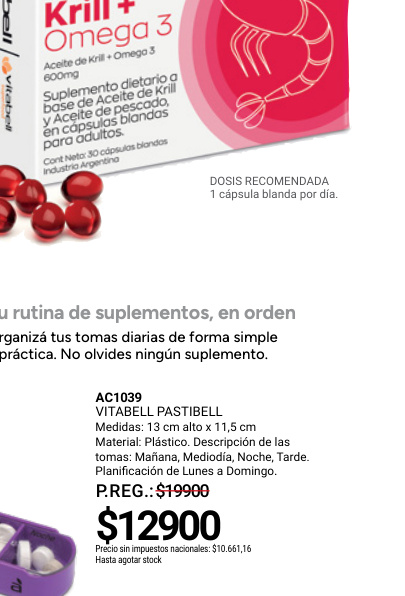 Krill +
Omega 3
Aceite de Krill + Omega 3
600mg
Suplemento dietario a
base de Aceite de Krill
y Aceite de pescado,
en cápsulas blandas
para adultos.
Cont Neto: 30 cápsulas blandas
Industria Argentina
vitabell
DOSIS RECOMENDADA
1 cápsula blanda por día.
u rutina de suplementos, en orden
rganizá tus tomas diarias de forma simple
práctica. No olvides ningún suplemento.
AC1039
VITABELL PASTIBELL
Medidas: 13 cm alto x 11,5 cm
Material: Plástico. Descripción de las
tomas: Mañana, Mediodía, Noche, Tarde.
Planificación de Lunes a Domingo.
P.REG.: $19900
$12900
Precio sin impuestos nacionales: $10.661,16
Hasta agotar stock
Noche